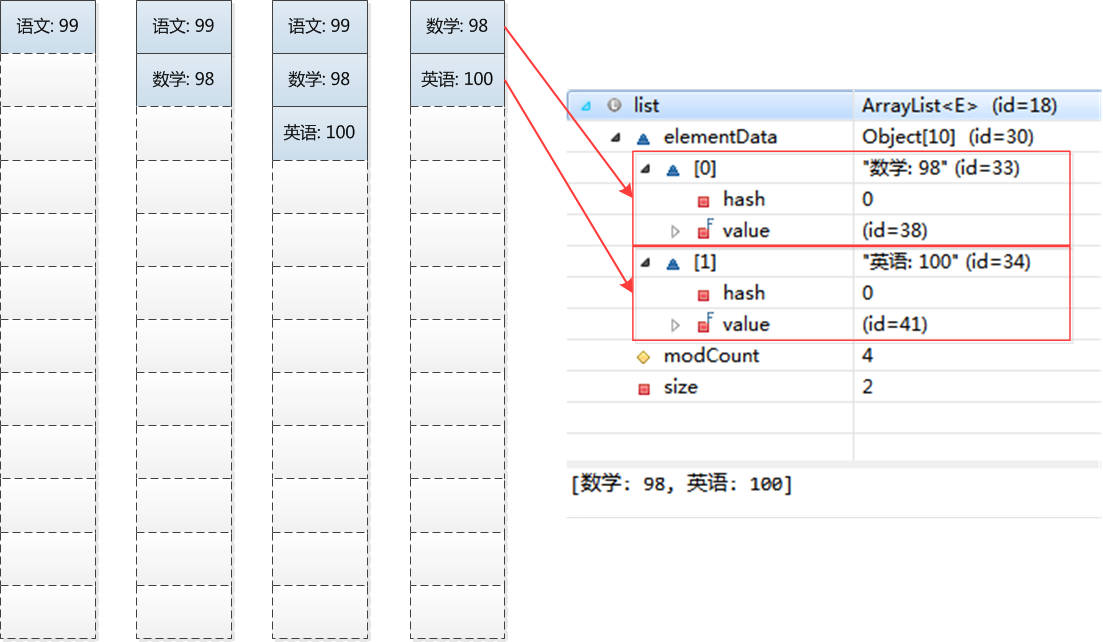 语文: 99
语文: 99
数学: 98
语文: 99
数学: 98
英语: 100
数学: 98
英语: 100
list ArrayList<E> (id=18)
elementData Object[10] (id=30)
[0] "数学: 98" (id=33)
hash 0
F value (id=38)
[1] "英语: 100" (id=34)
hash 0
F value (id=41)
modCount 4
size 2
[数学: 98, 英语: 100]